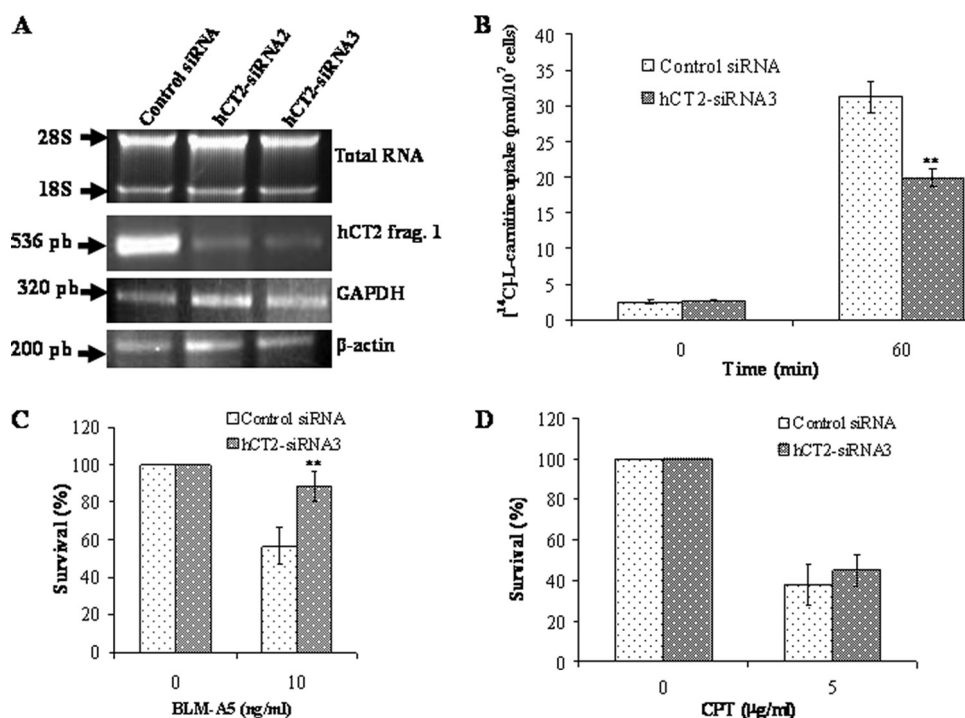 A
Control siRNA
hCT2-siRNA2
hCT2-siRNA3
28S
Total RNA
18S
hCT2 frag. 1
536 pb
320 pb
GAPDH
200 pb
β-actin
B
[¹⁴C]-L-carnitine uptake (pmol/10⁷ cells)
40
35
30
25
20
15
10
5
0
Control siRNA
hCT2-siRNA3
**
0
60
Time (min)
C
Survival (%)
120
100
80
60
40
20
0
Control siRNA
hCT2-siRNA3
**
0
10
BLM-A5 (ng/ml)
D
Survival (%)
120
100
80
60
40
20
0
Control siRNA
hCT2-siRNA3
0
5
CPT (μg/ml)